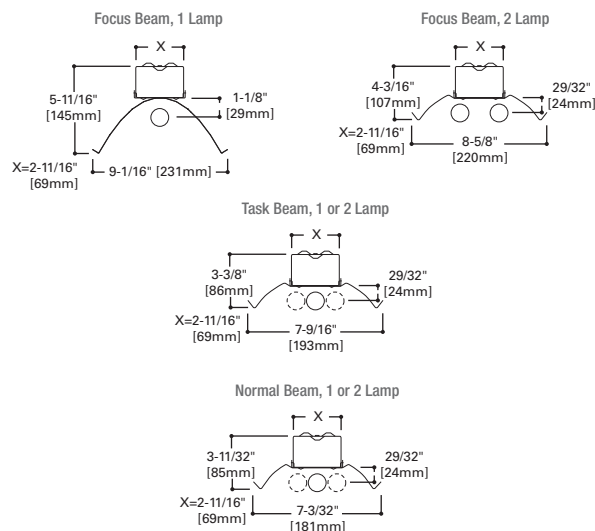 Focus Beam, 1 Lamp
X
5-11/16"
[145mm]
1-1/8"
[29mm]
X=2-11/16"
[69mm]
9-1/16" [231mm]
Focus Beam, 2 Lamp
X
4-3/16"
[107mm]
29/32"
[24mm]
X=2-11/16"
[69mm]
8-5/8"
[220mm]
Task Beam, 1 or 2 Lamp
X
3-3/8"
[86mm]
29/32"
[24mm]
X=2-11/16"
[69mm]
7-9/16"
[193mm]
Normal Beam, 1 or 2 Lamp
X
3-11/32"
[85mm]
29/32"
[24mm]
X=2-11/16"
[69mm]
7-3/32"
[181mm]